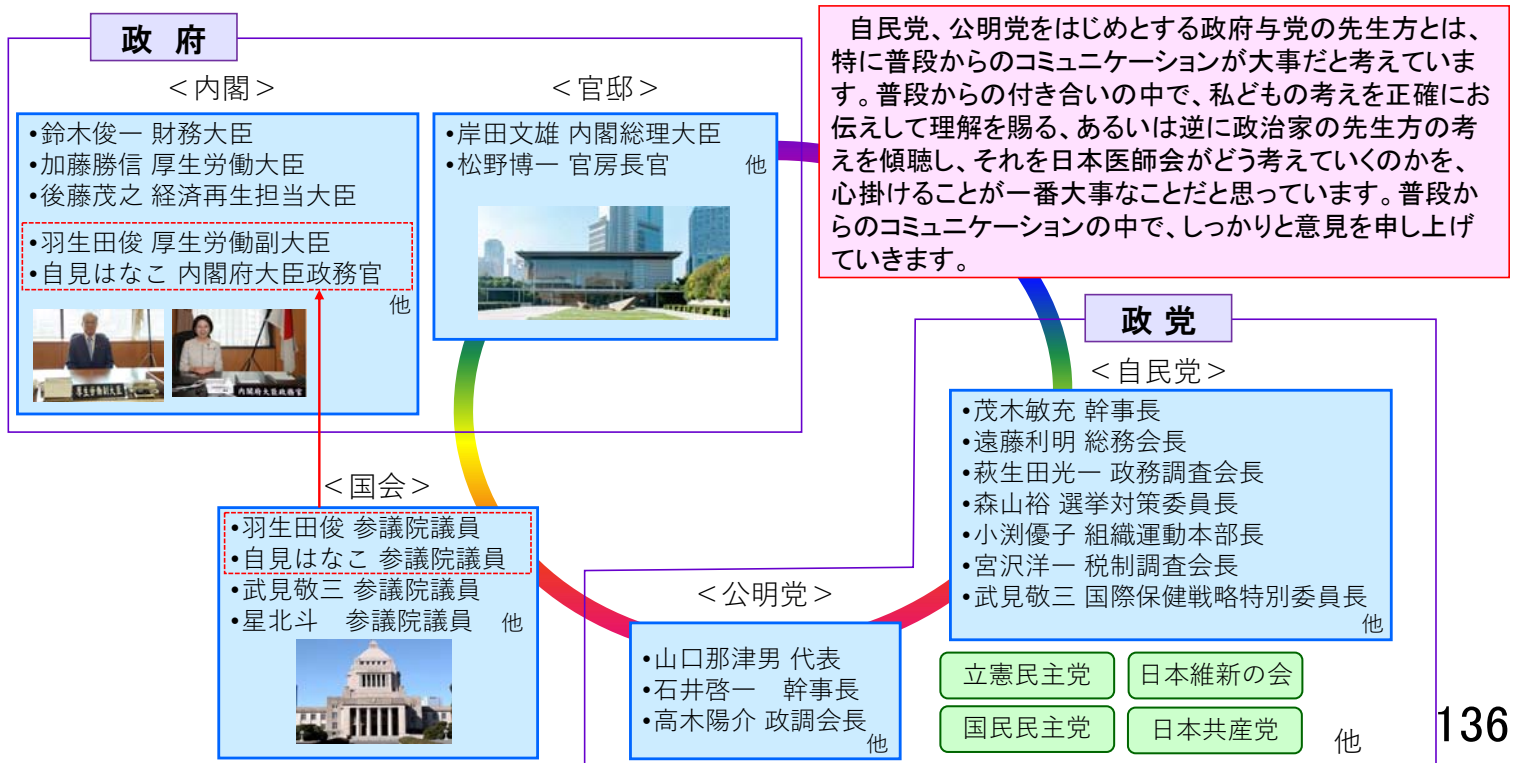 政 府
＜内閣＞
•鈴木俊一 財務大臣
•加藤勝信 厚生労働大臣
•後藤茂之 経済再生担当大臣
•羽生田俊 厚生労働副大臣
•自見はなこ 内閣府大臣政務官
他
厚生労働副大臣
内閣府大臣政務官
＜官邸＞
•岸田文雄 内閣総理大臣
•松野博一 官房長官 他
自民党、公明党をはじめとする政府与党の先生方とは、
特に普段からのコミュニケーションが大事だと考えていま
す。普段からの付き合いの中で、私どもの考えを正確にお
伝えして理解を賜る、あるいは逆に政治家の先生方の考
えを傾聴し、それを日本医師会がどう考えていくのかを、
心掛けることが一番大事なことだと思っています。普段か
らのコミュニケーションの中で、しっかりと意見を申し上げ
ていきます。
＜国会＞
•羽生田俊 参議院議員
•自見はなこ 参議院議員
•武見敬三 参議院議員
•星北斗　参議院議員 他
政 党
＜公明党＞
•山口那津男 代表
•石井啓一　幹事長
•高木陽介 政調会長
他
＜自民党＞
•茂木敏充 幹事長
•遠藤利明 総務会長
•萩生田光一 政務調査会長
•森山裕 選挙対策委員長
•小渕優子 組織運動本部長
•宮沢洋一 税制調査会長
•武見敬三 国際保健戦略特別委員長
他
立憲民主党 日本維新の会
国民民主党 日本共産党 他
136